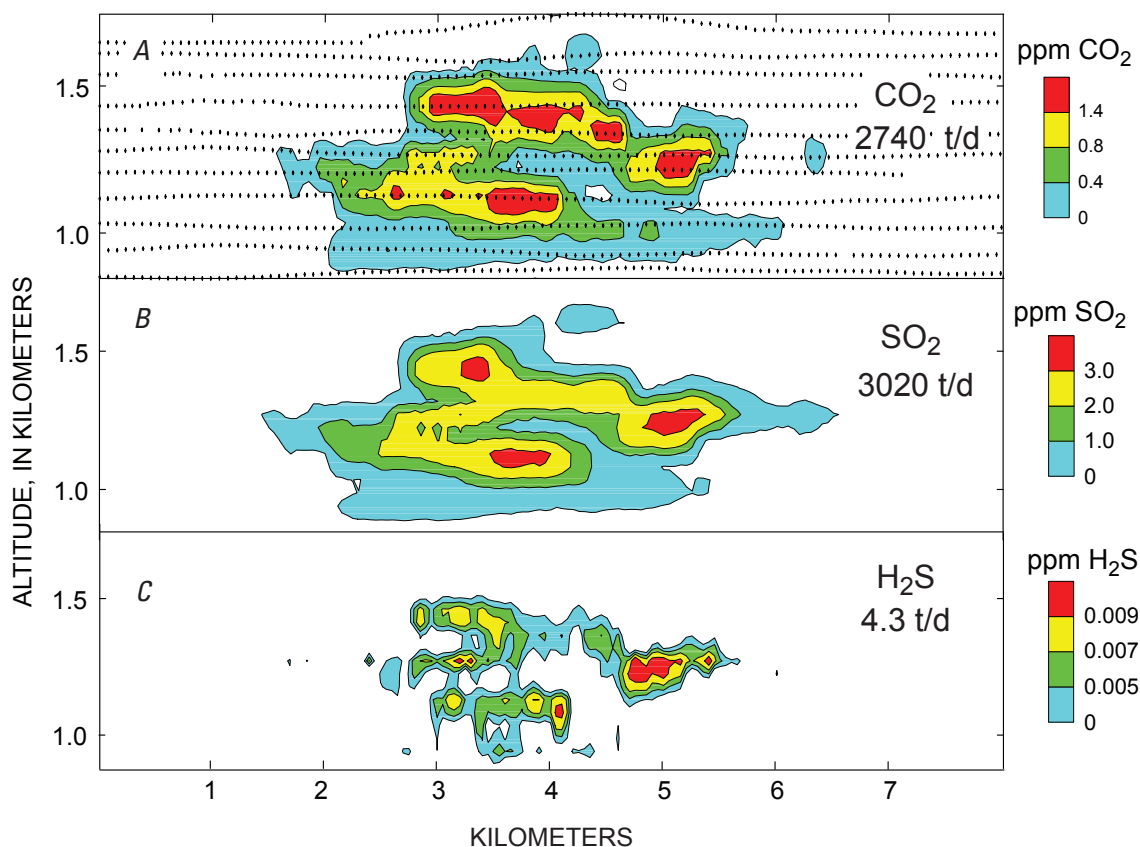 A
CO₂
2740 t/d
ppm CO₂
1.4
0.8
0.4
0
1.5
1.0
B
SO₂
3020 t/d
ppm SO₂
3.0
2.0
1.0
0
1.5
1.0
C
H₂S
4.3 t/d
ppm H₂S
0.009
0.007
0.005
0
1.5
1.0
ALTITUDE, IN KILOMETERS
1 2 3 4 5 6 7
KILOMETERS